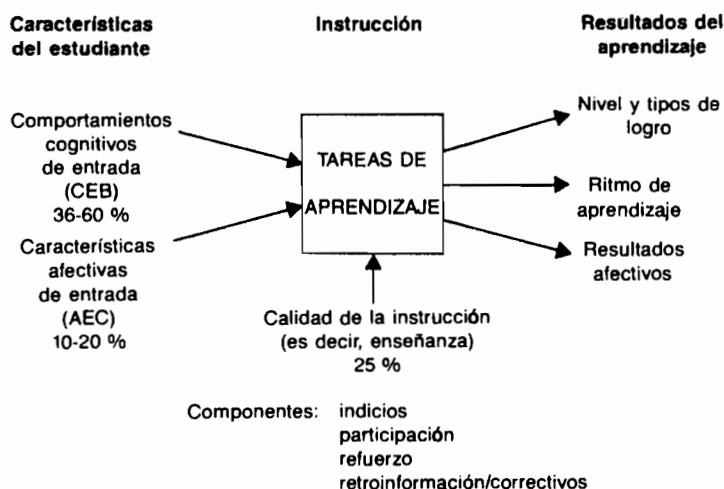 Características
del estudiante
Instrucción
Resultados del
aprendizaje
Comportamientos
cognitivos
de entrada
(CEB)
36-60 %
Características
afectivas
de entrada
(AEC)
10-20 %
TAREAS DE
APRENDIZAJE
Nivel y tipos de
logro
Ritmo de
aprendizaje
Resultados
afectivos
Calidad de la instrucción
(es decir, enseñanza)
25 %
Componentes: indicios
participación
refuerzo
retroinformación/correctivos